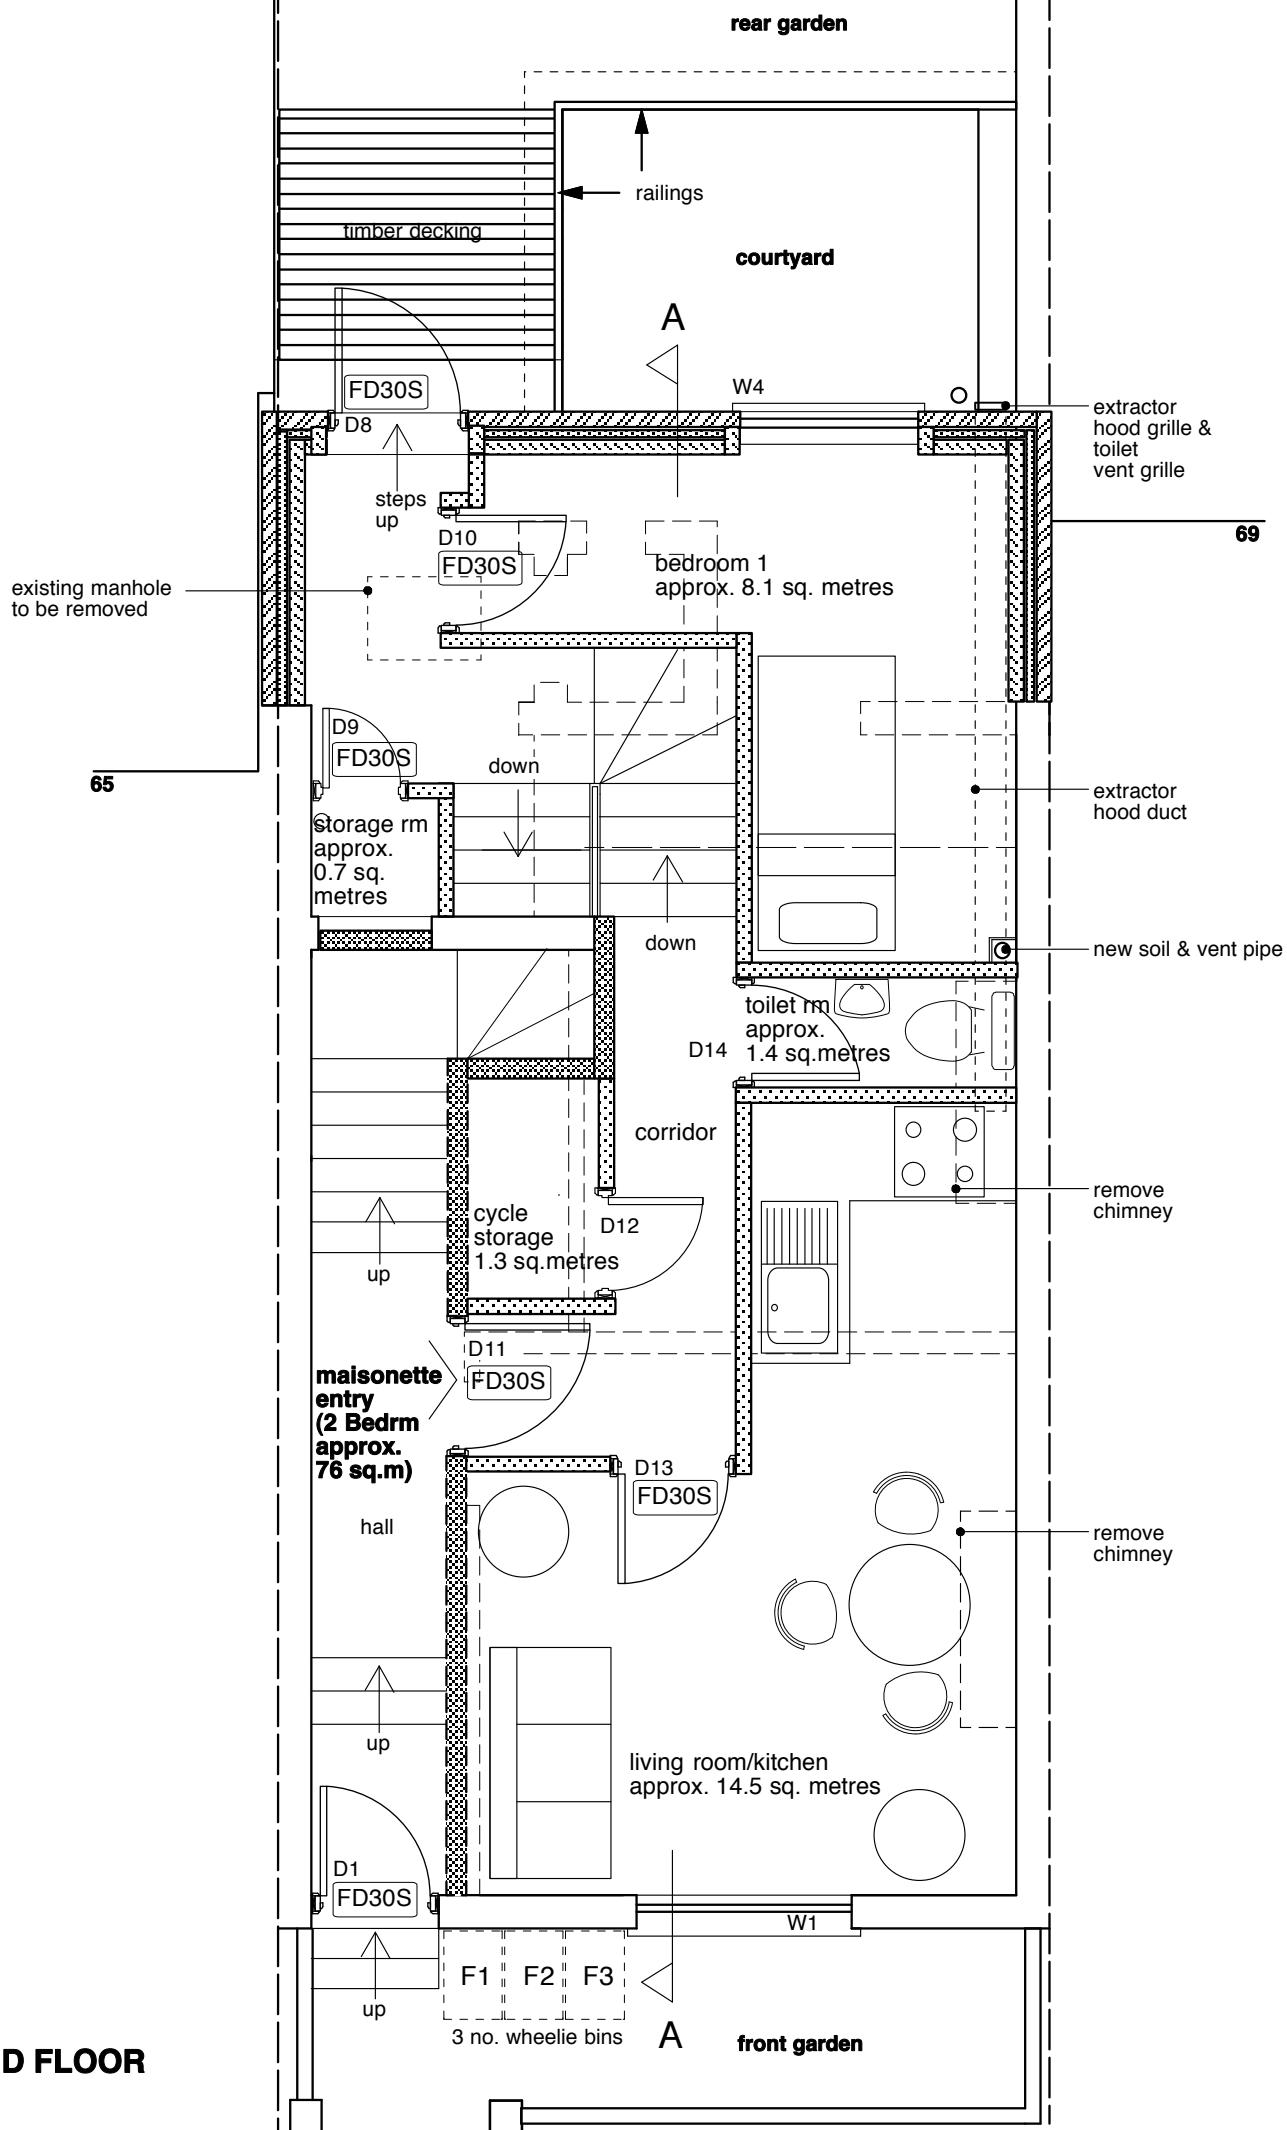 rear garden
railings
timber decking
courtyard
A
W4
FD30S
D8
extractor
hood grille &
toilet
vent grille
steps
up
69
D10
FD30S
bedroom 1
approx. 8.1 sq. metres
existing manhole
to be removed
D9
FD30S
down
65
extractor
hood duct
storage rm
approx.
0.7 sq.
metres
down
new soil & vent pipe
toilet rm
approx.
1.4 sq.metres
D14
corridor
remove
chimney
cycle
storage
1.3 sq.metres
D12
up
D11
FD30S
maisonette
entry
(2 Bedrm
approx.
76 sq.m)
D13
FD30S
hall
remove
chimney
up
living room/kitchen
approx. 14.5 sq. metres
D1
FD30S
W1
F1
F2
F3
up
3 no. wheelie bins
A
front garden
D FLOOR